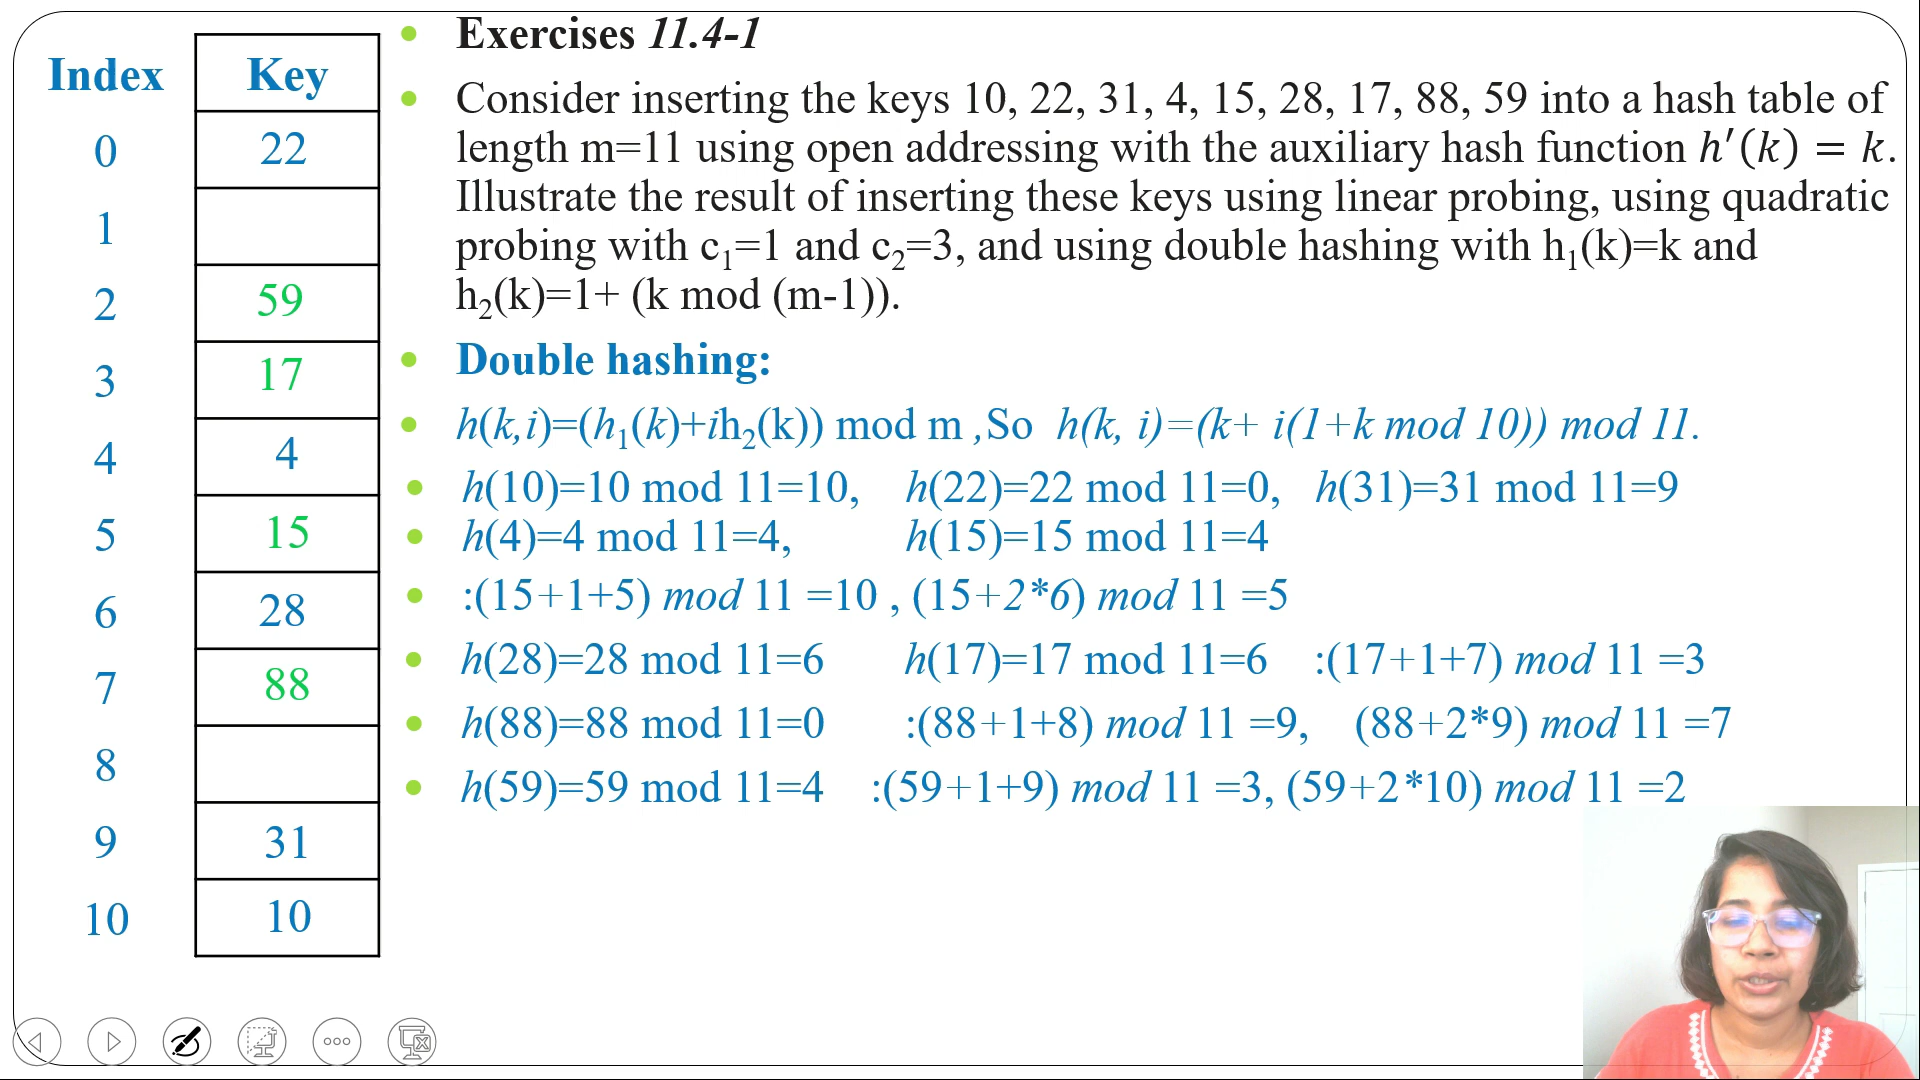 Index Key
0 22
1
2 59
3 17
4 4
5 15
6 28
7 88
8
9 31
10 10
Exercises 11.4-1
Consider inserting the keys 10, 22, 31, 4, 15, 28, 17, 88, 59 into a hash table of
length m=11 using open addressing with the auxiliary hash function h′(k) = k.
Illustrate the result of inserting these keys using linear probing, using quadratic
probing with c₁=1 and c₂=3, and using double hashing with h₁(k)=k and
h₂(k)=1+ (k mod (m-1)).
Double hashing:
h(k,i)=(h₁(k)+ih₂(k)) mod m ,So h(k, i)=(k+ i(1+k mod 10)) mod 11.
h(10)=10 mod 11=10, h(22)=22 mod 11=0, h(31)=31 mod 11=9
h(4)=4 mod 11=4, h(15)=15 mod 11=4
:(15+1+5) mod 11 =10 , (15+2*6) mod 11 =5
h(28)=28 mod 11=6 h(17)=17 mod 11=6 :(17+1+7) mod 11 =3
h(88)=88 mod 11=0 :(88+1+8) mod 11 =9, (88+2*9) mod 11 =7
h(59)=59 mod 11=4 :(59+1+9) mod 11 =3, (59+2*10) mod 11 =2